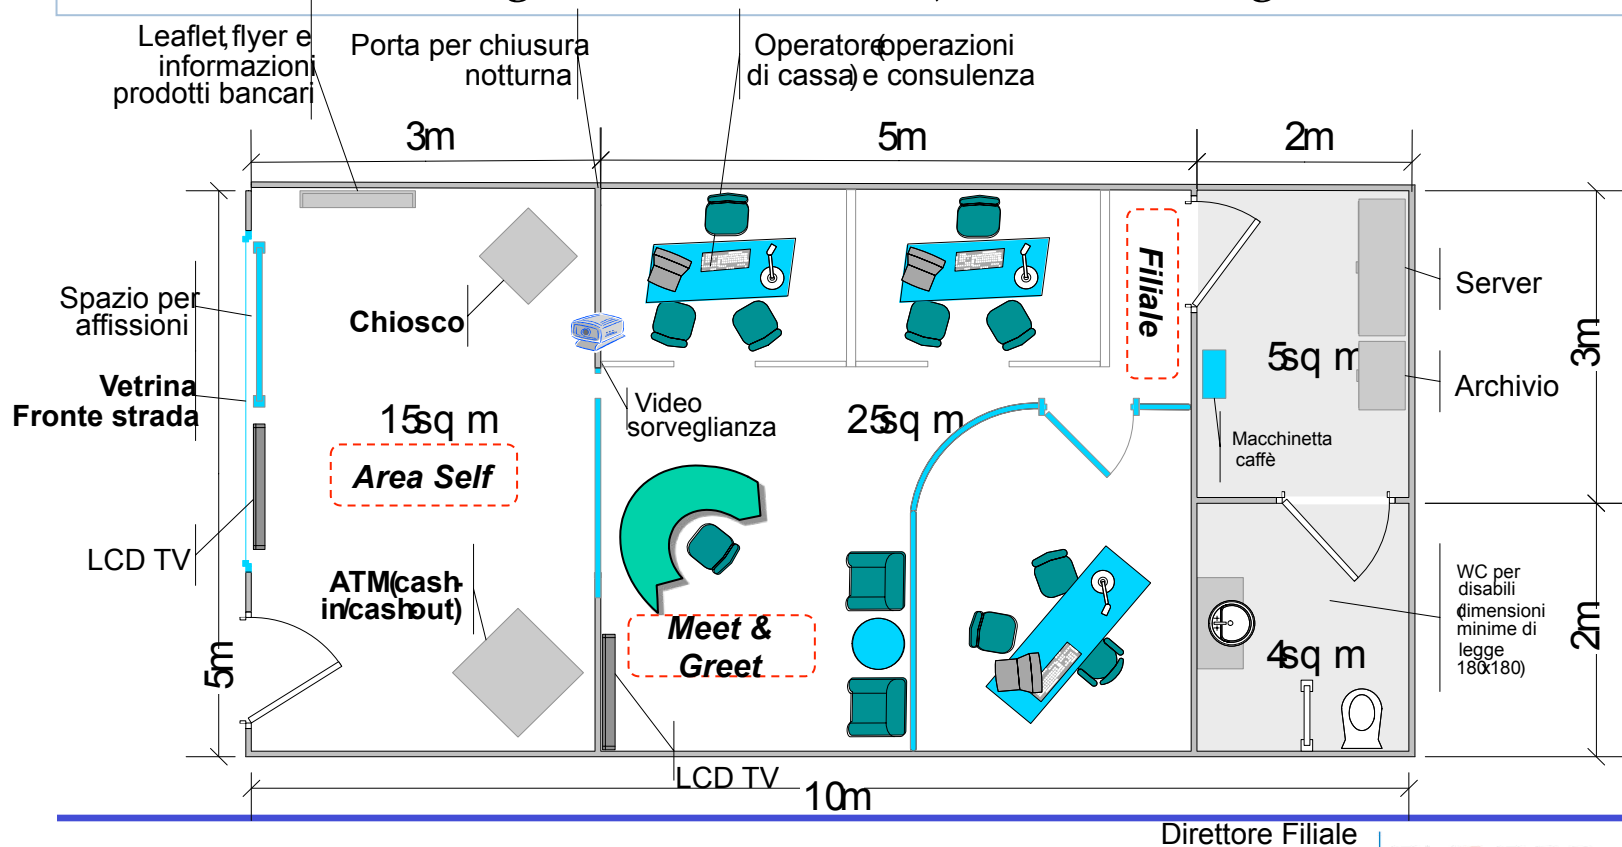 Leaflet, flyer e
informazioni
prodotti bancari
Porta per chiusura
notturna
Operatore (operazioni
di cassa) e consulenza
3m
5m
2m
Spazio per
affissioni
Chiosco
Filiale
Server
Vetrina
Fronte strada
15sq m
Video
sorveglianza
25sq m
5sq m
3m
Archivio
Macchinetta
caffè
Area Self
LCD TV
ATM(cash-
in/cash-out)
Meet &
Greet
WC per
disabili
(dimensioni
minime di
legge
180x180)
5m
4sq m
2m
LCD TV
10m
Direttore Filiale